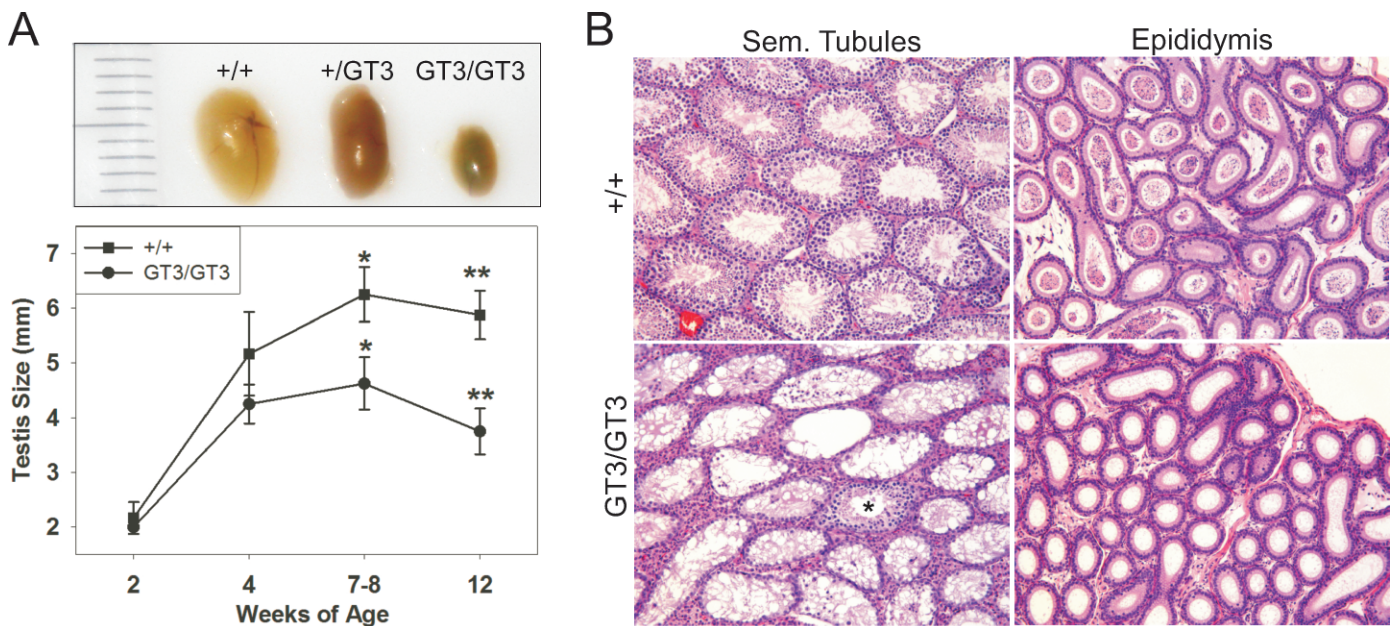 A
+/+ +/GT3 GT3/GT3
+/+
GT3/GT3
7
6
5
4
3
2
* **
* **
Testis Size (mm)
2 4 7-8 12
Weeks of Age
B
Sem. Tubules Epididymis
+/+
GT3/GT3
*